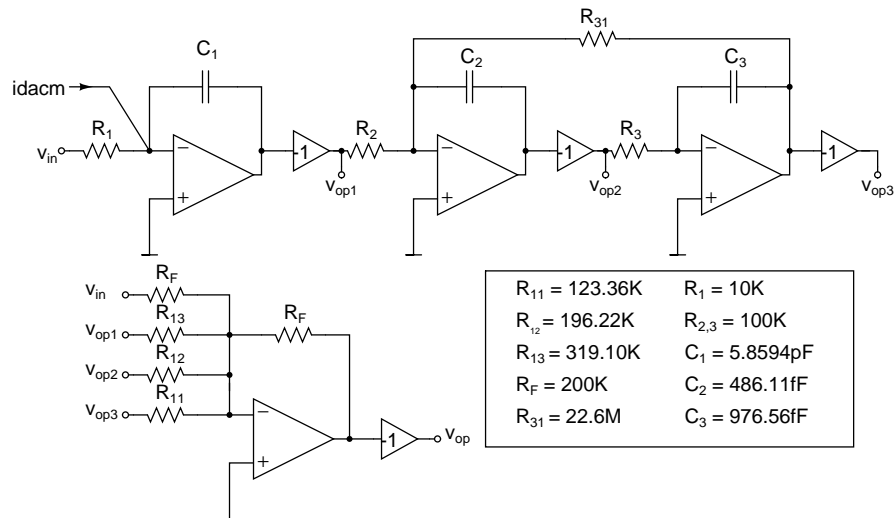 R31
C1
C2
C3
idacm
R1
R2
R3
vin
−
−
−
-1
-1
-1
+
+
+
vop1
vop2
vop3
RF
vin
R13
RF
vop1
R12
vop2
R11
vop3
−
-1
vop
+
R11 = 123.36K R1 = 10K
R12 = 196.22K R2,3 = 100K
R13 = 319.10K C1 = 5.8594pF
RF = 200K C2 = 486.11fF
R31 = 22.6M C3 = 976.56fF